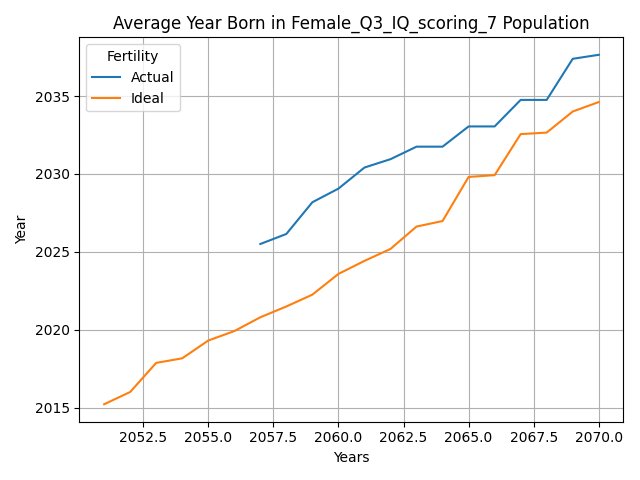 Average Year Born in Female_Q3_IQ_scoring_7 Population
Fertility
Actual
Ideal
2035
2030
2025
2020
2015
Year
2052.5
2055.0
2057.5
2060.0
2062.5
2065.0
2067.5
2070.0
Years